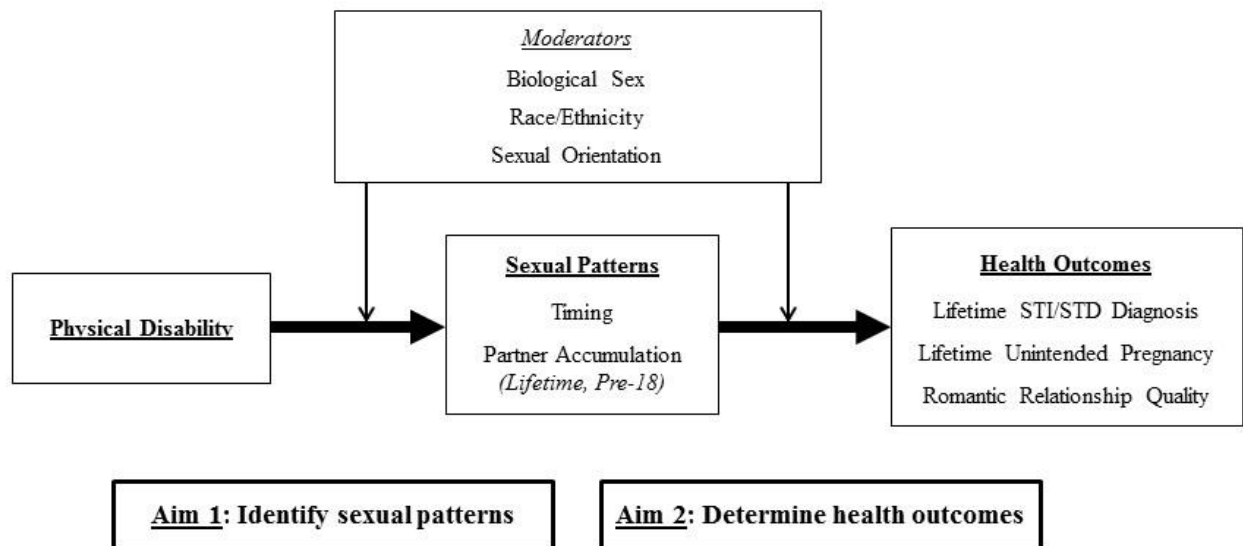 Moderators
Biological Sex
Race/Ethnicity
Sexual Orientation
Physical Disability
Sexual Patterns
Timing
Partner Accumulation
(Lifetime, Pre-18)
Health Outcomes
Lifetime STI/STD Diagnosis
Lifetime Unintended Pregnancy
Romantic Relationship Quality
Aim 1: Identify sexual patterns
Aim 2: Determine health outcomes